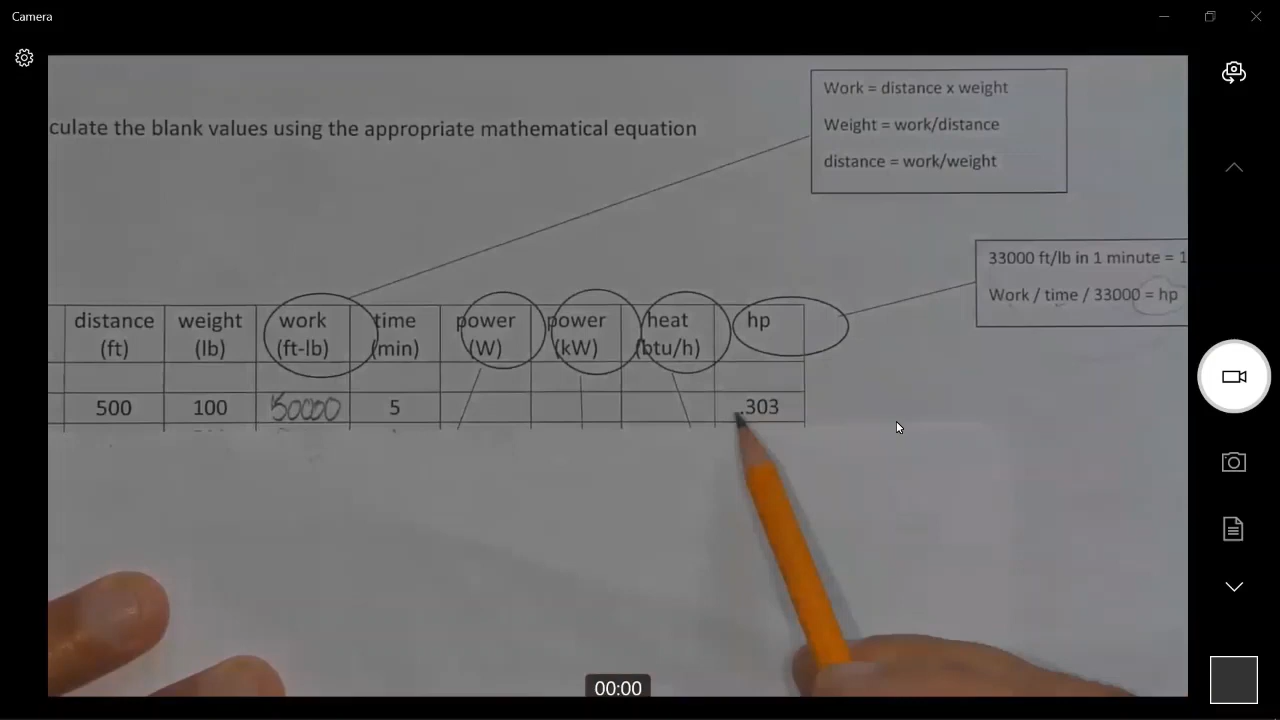 Camera
Work = distance x weight
Weight = work/distance
distance = work/weight
culate the blank values using the appropriate mathematical equation
33000 ft/lb in 1 minute = 1
Work / time / 33000 = hp
distance (ft) weight (lb) work (ft-lb) time (min) power (W) power (kW) heat (btu/h) hp
500 100 50000 5 .303
00:00